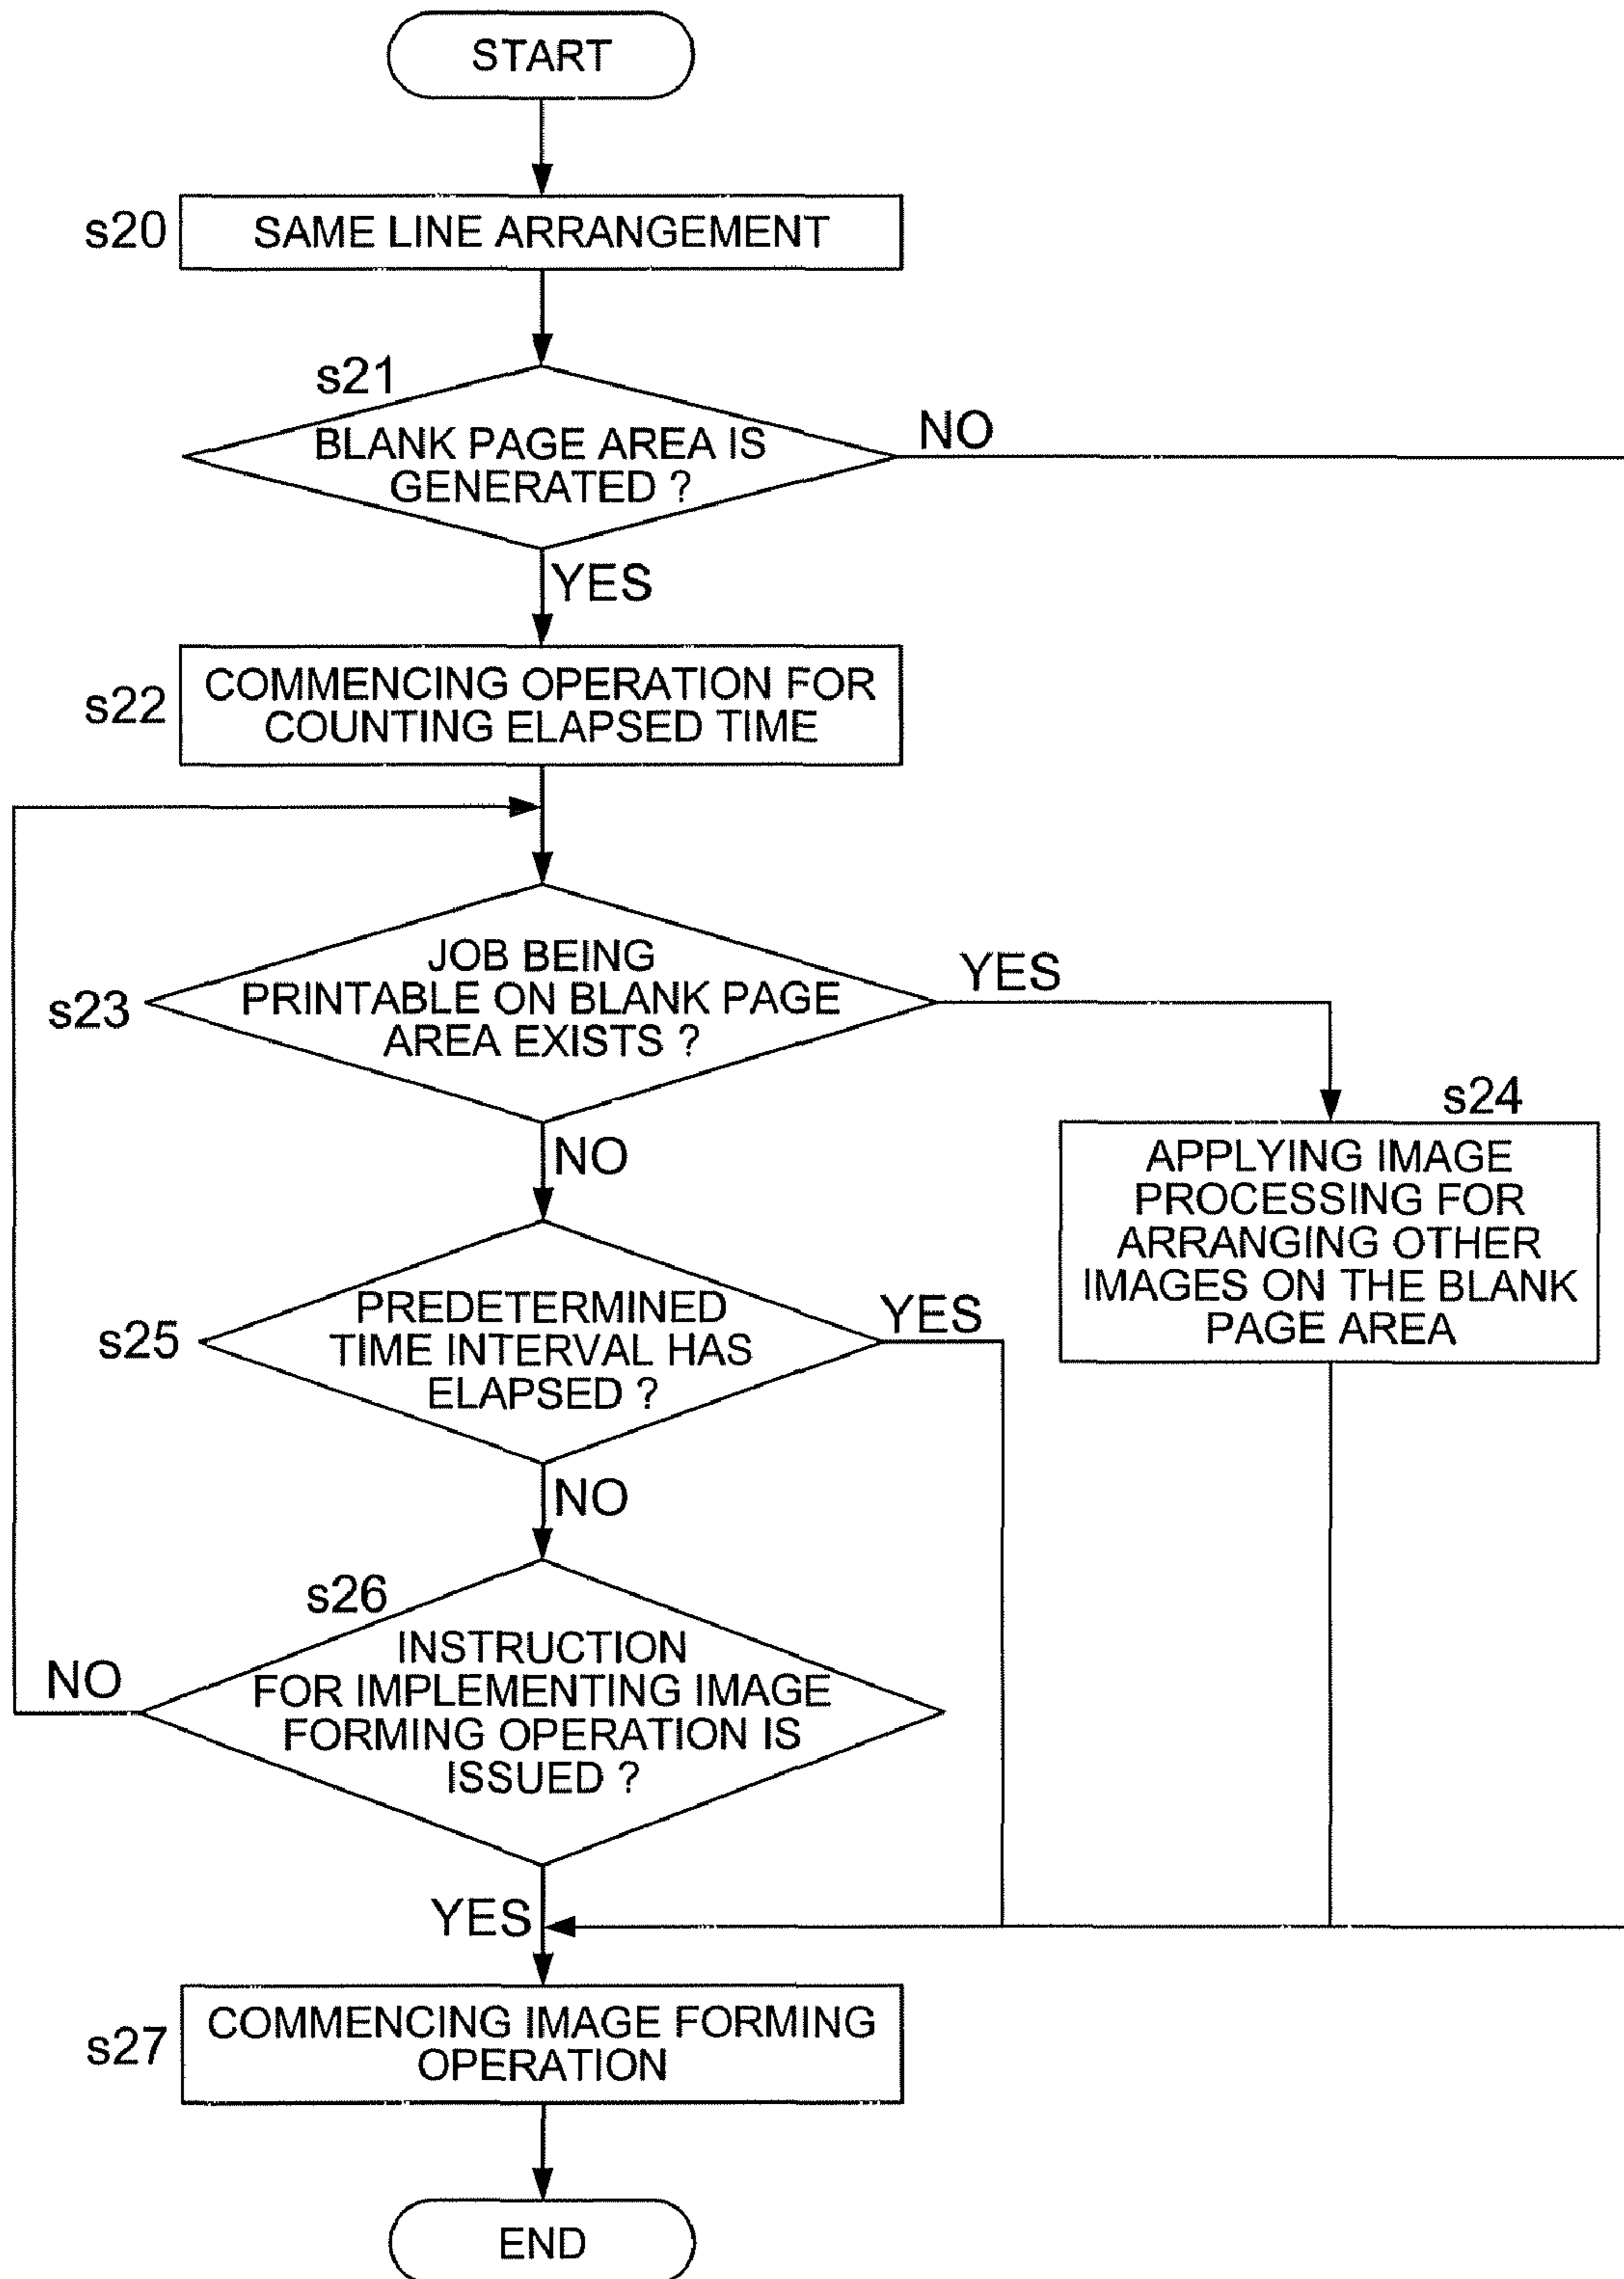 START
s20
SAME LINE ARRANGEMENT
s21
BLANK PAGE AREA IS
GENERATED ?
NO
YES
s22
COMMENCING OPERATION FOR
COUNTING ELAPSED TIME
s23
JOB BEING
PRINTABLE ON BLANK PAGE
AREA EXISTS ?
YES
NO
s24
APPLYING IMAGE
PROCESSING FOR
ARRANGING OTHER
IMAGES ON THE BLANK
PAGE AREA
s25
PREDETERMINED
TIME INTERVAL HAS
ELAPSED ?
YES
NO
s26
INSTRUCTION
FOR IMPLEMENTING IMAGE
FORMING OPERATION IS
ISSUED ?
NO
YES
s27
COMMENCING IMAGE FORMING
OPERATION
END